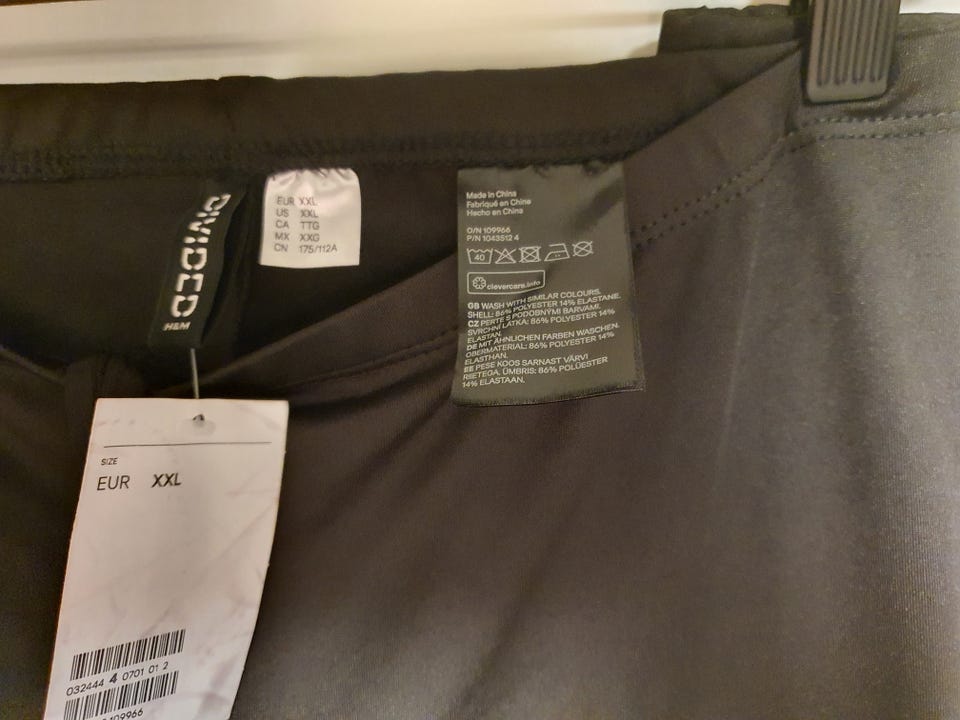 DIVIDED
H&M
EUR XXL
US XXL
CA TTG
MX XXG
CN 175/112A
Made in China
Fabriqué en Chine
Hecho en China
O/N 109966
P/N 1043512 4
40
clevercare.info
GB WASH WITH SIMILAR COLOURS.
SHELL: 86% POLYESTER 14% ELASTANE.
CZ PERTE S PODOBNÝMI BARVAMI.
SVRCHNÍ LÁTKA: 86% POLYESTER 14%
ELASTAN.
DE MIT ÄHNLICHEN FARBEN WASCHEN.
OBERMATERIAL: 86% POLYESTER 14%
ELASTHAN.
EE PESE KOOS SARNAST VÄRVI
RIIETEGA. ÜMBRIS: 86% POLÜESTER
14% ELASTAAN.
SIZE
EUR XXL
032444 4 0701 01 2
109966